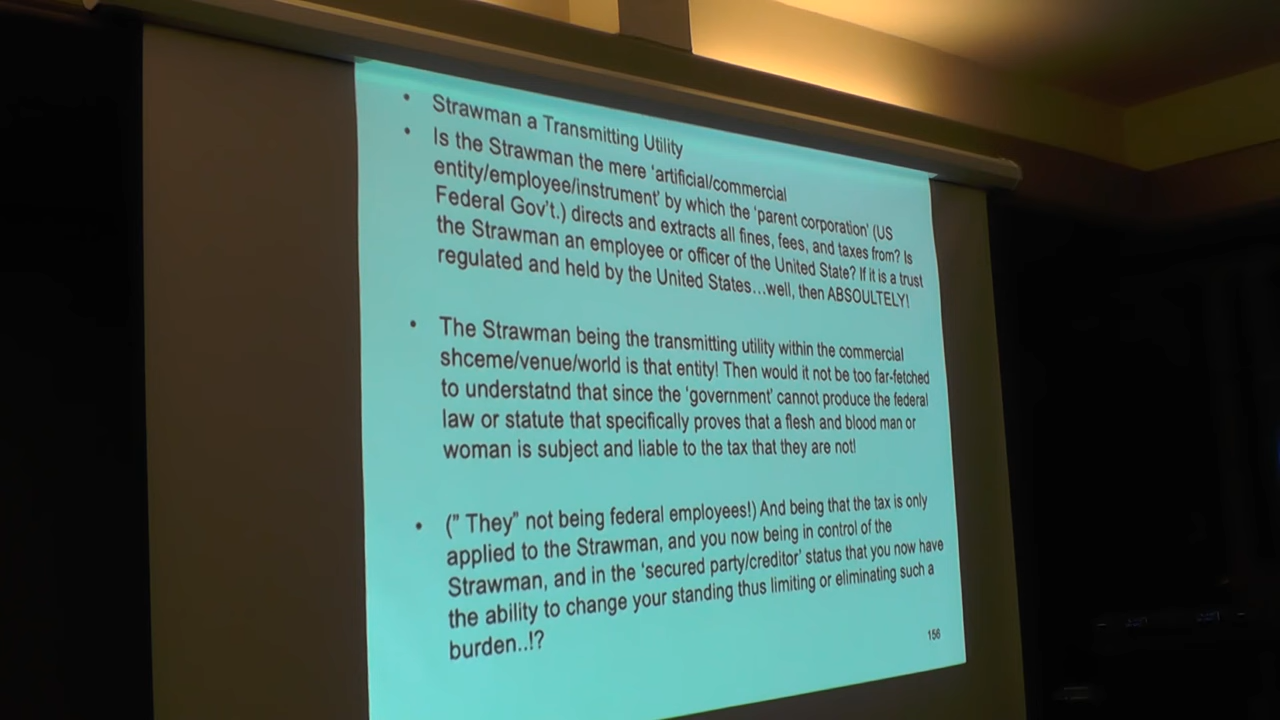 • Strawman a Transmitting Utility
• Is the Strawman the mere 'artificial/commercial
entity/employee/instrument' by which the 'parent corporation' (US
Federal Gov't.) directs and extracts all fines, fees, and taxes from? Is
the Strawman an employee or officer of the United State? If it is a trust
regulated and held by the United States...well, then ABSOULTELY!
• The Strawman being the transmitting utility within the commercial
shceme/venue/world is that entity! Then would it not be too far-fetched
to understatnd that since the 'government' cannot produce the federal
law or statute that specifically proves that a flesh and blood man or
woman is subject and liable to the tax that they are not!
• (" They" not being federal employees!) And being that the tax is only
applied to the Strawman, and you now being in control of the
Strawman, and in the 'secured party/creditor' status that you now have
the ability to change your standing thus limiting or eliminating such a
burden..!?
156